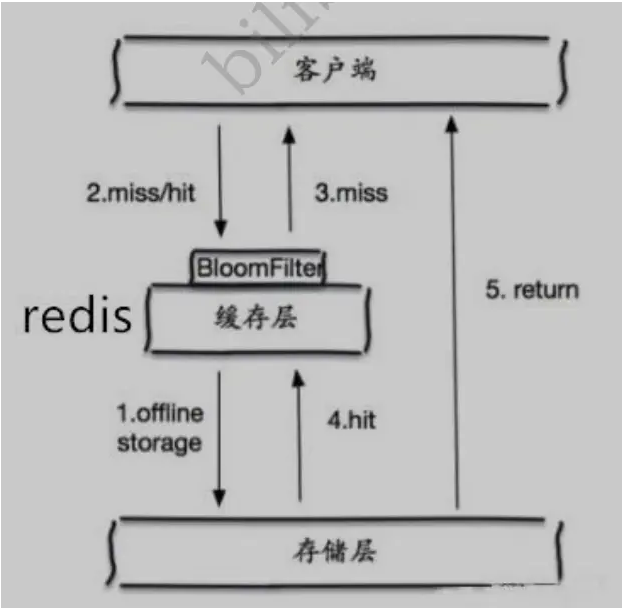 客户端
2.miss/hit
3.miss
BloomFilter
redis
缓存层
5. return
1.offline
storage
4.hit
存储层